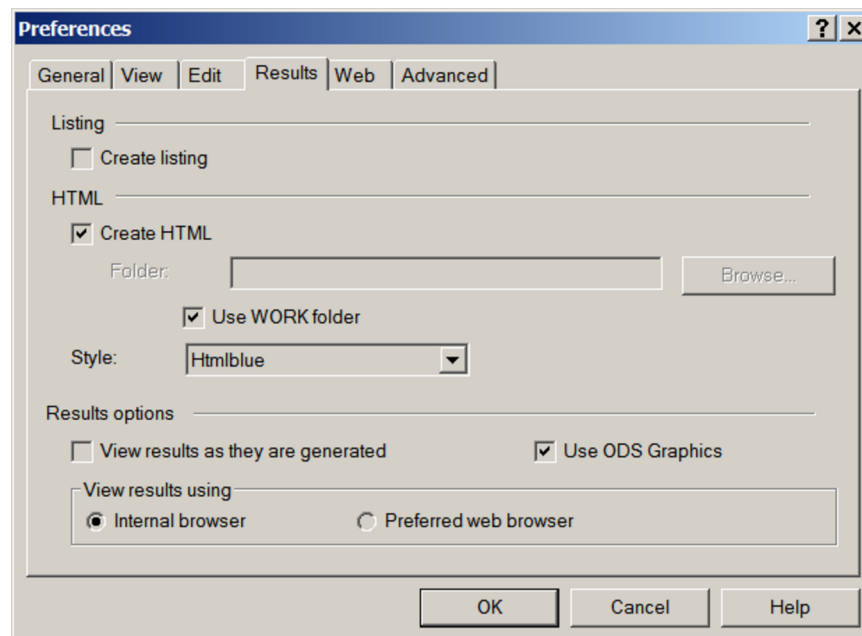 Preferences
General View Edit Results Web Advanced
Listing
Create listing
HTML
Create HTML
Folder: Browse...
Use WORK folder
Style: Htmlblue
Results options
View results as they are generated Use ODS Graphics
View results using
Internal browser Preferred web browser
OK Cancel Help